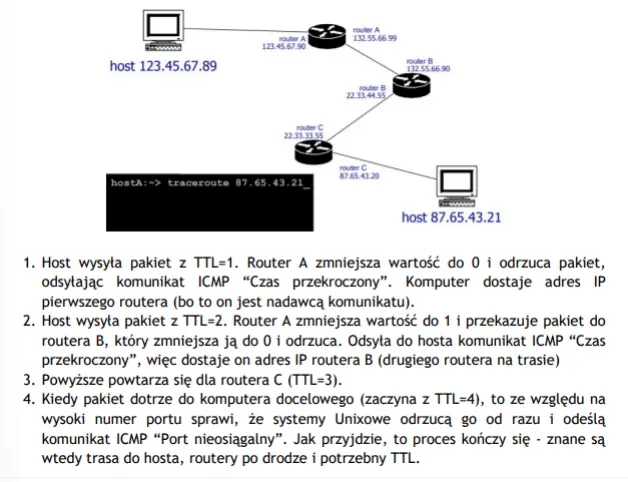 router A
132.55.66.99
router A
123.45.67.90
host 123.45.67.89
router B
132.55.66.90
router B
22.33.44.55
router C
22.33.33.55
router C
87.65.43.20
hostA:~> traceroute 87.65.43.21_
host 87.65.43.21
1. Host wysyła pakiet z TTL=1. Router A zmniejsza wartość do 0 i odrzuca pakiet,
odsyłając komunikat ICMP “Czas przekroczony”. Komputer dostaje adres IP
pierwszego routera (bo to on jest nadawcą komunikatu).
2. Host wysyła pakiet z TTL=2. Router A zmniejsza wartość do 1 i przekazuje pakiet do
routera B, który zmniejsza ją do 0 i odrzuca. Odsyła do hosta komunikat ICMP “Czas
przekroczony”, więc dostaje on adres IP routera B (drugiego routera na trasie)
3. Powyższe powtarza się dla routera C (TTL=3).
4. Kiedy pakiet dotrze do komputera docelowego (zaczyna z TTL=4), to ze względu na
wysoki numer portu sprawi, że systemy Unixowe odrzucą go od razu i odeślą
komunikat ICMP “Port nieosiągalny”. Jak przyjdzie, to proces kończy się - znane są
wtedy trasa do hosta, routery po drodze i potrzebny TTL.